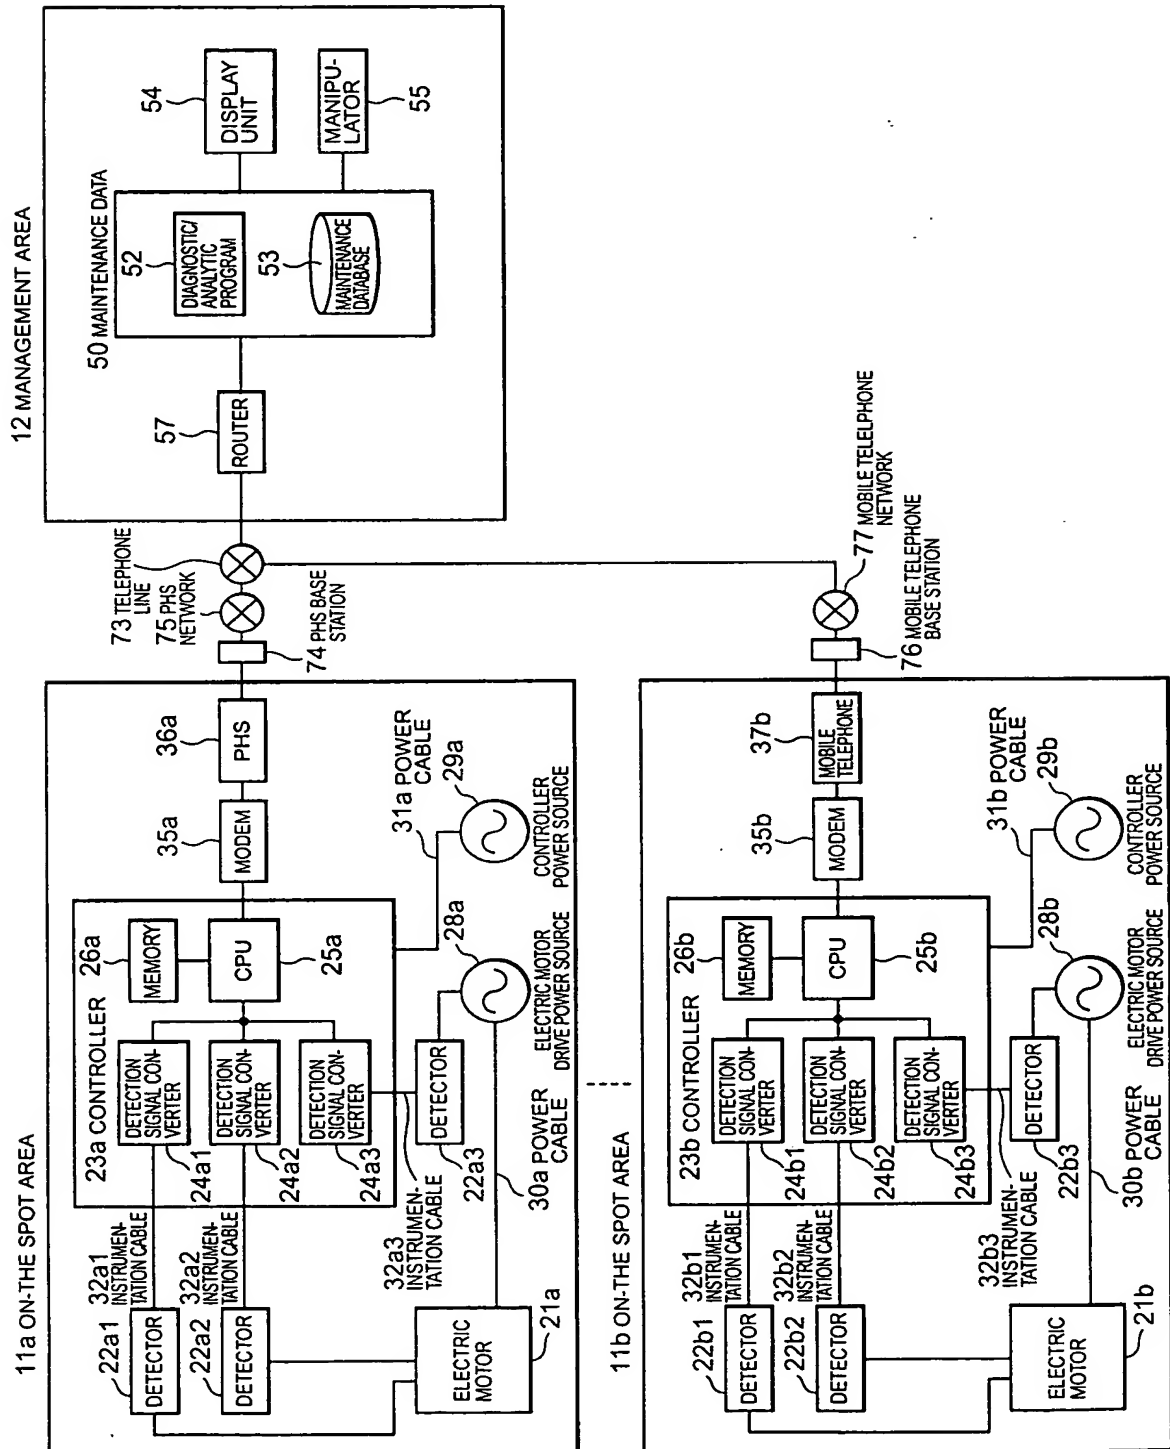 12 MANAGEMENT AREA
50 MAINTENANCE DATA
52
DIAGNOSTIC/
ANALYTIC
PROGRAM
53
MAINTENANCE
DATABASE
54
DISPLAY
UNIT
MANIPU-
LATOR
55
57
ROUTER
73 TELEPHONE
LINE
75 PHS
NETWORK
74 PHS BASE
STATION
77 MOBILE TELELPHONE
NETWORK
76 MOBILE TELELPHONE
BASE STATION
11a ON-THE SPOT AREA
23a CONTROLLER
26a
MEMORY
CPU
25a
35a
MODEM
36a
PHS
DETECTION
SIGNAL CON-
VERTER
24a1
DETECTION
SIGNAL CON-
VERTER
24a2
DETECTION
SIGNAL CON-
VERTER
24a3
32a1
INSTRUMEN-
TATION CABLE
32a2
INSTRUMEN-
TATION CABLE
32a3
INSTRUMEN-
TATION CABLE
22a1
DETECTOR
22a2
DETECTOR
DETECTOR
22a3
ELECTRIC
MOTOR
21a
30a POWER
CABLE
31a POWER
CABLE
28a
ELECTRIC MOTOR
DRIVE POWER SOURCE
29a
CONTROLLER
POWER SOURCE
11b ON-THE SPOT AREA
23b CONTROLLER
26b
MEMORY
CPU
25b
35b
MODEM
37b
MOBILE
TELEPHONE
DETECTION
SIGNAL CON-
VERTER
24b1
DETECTION
SIGNAL CON-
VERTER
24b2
DETECTION
SIGNAL CON-
VERTER
24b3
32b1
INSTRUMEN-
TATION CABLE
32b2
INSTRUMEN-
TATION CABLE
32b3
INSTRUMEN-
TATION CABLE
22b1
DETECTOR
22b2
DETECTOR
DETECTOR
22b3
ELECTRIC
MOTOR
21b
30b POWER
CABLE
31b POWER
CABLE
28b
ELECTRIC MOTOR
DRIVE POWER SOURCE
29b
CONTROLLER
POWER SOURCE